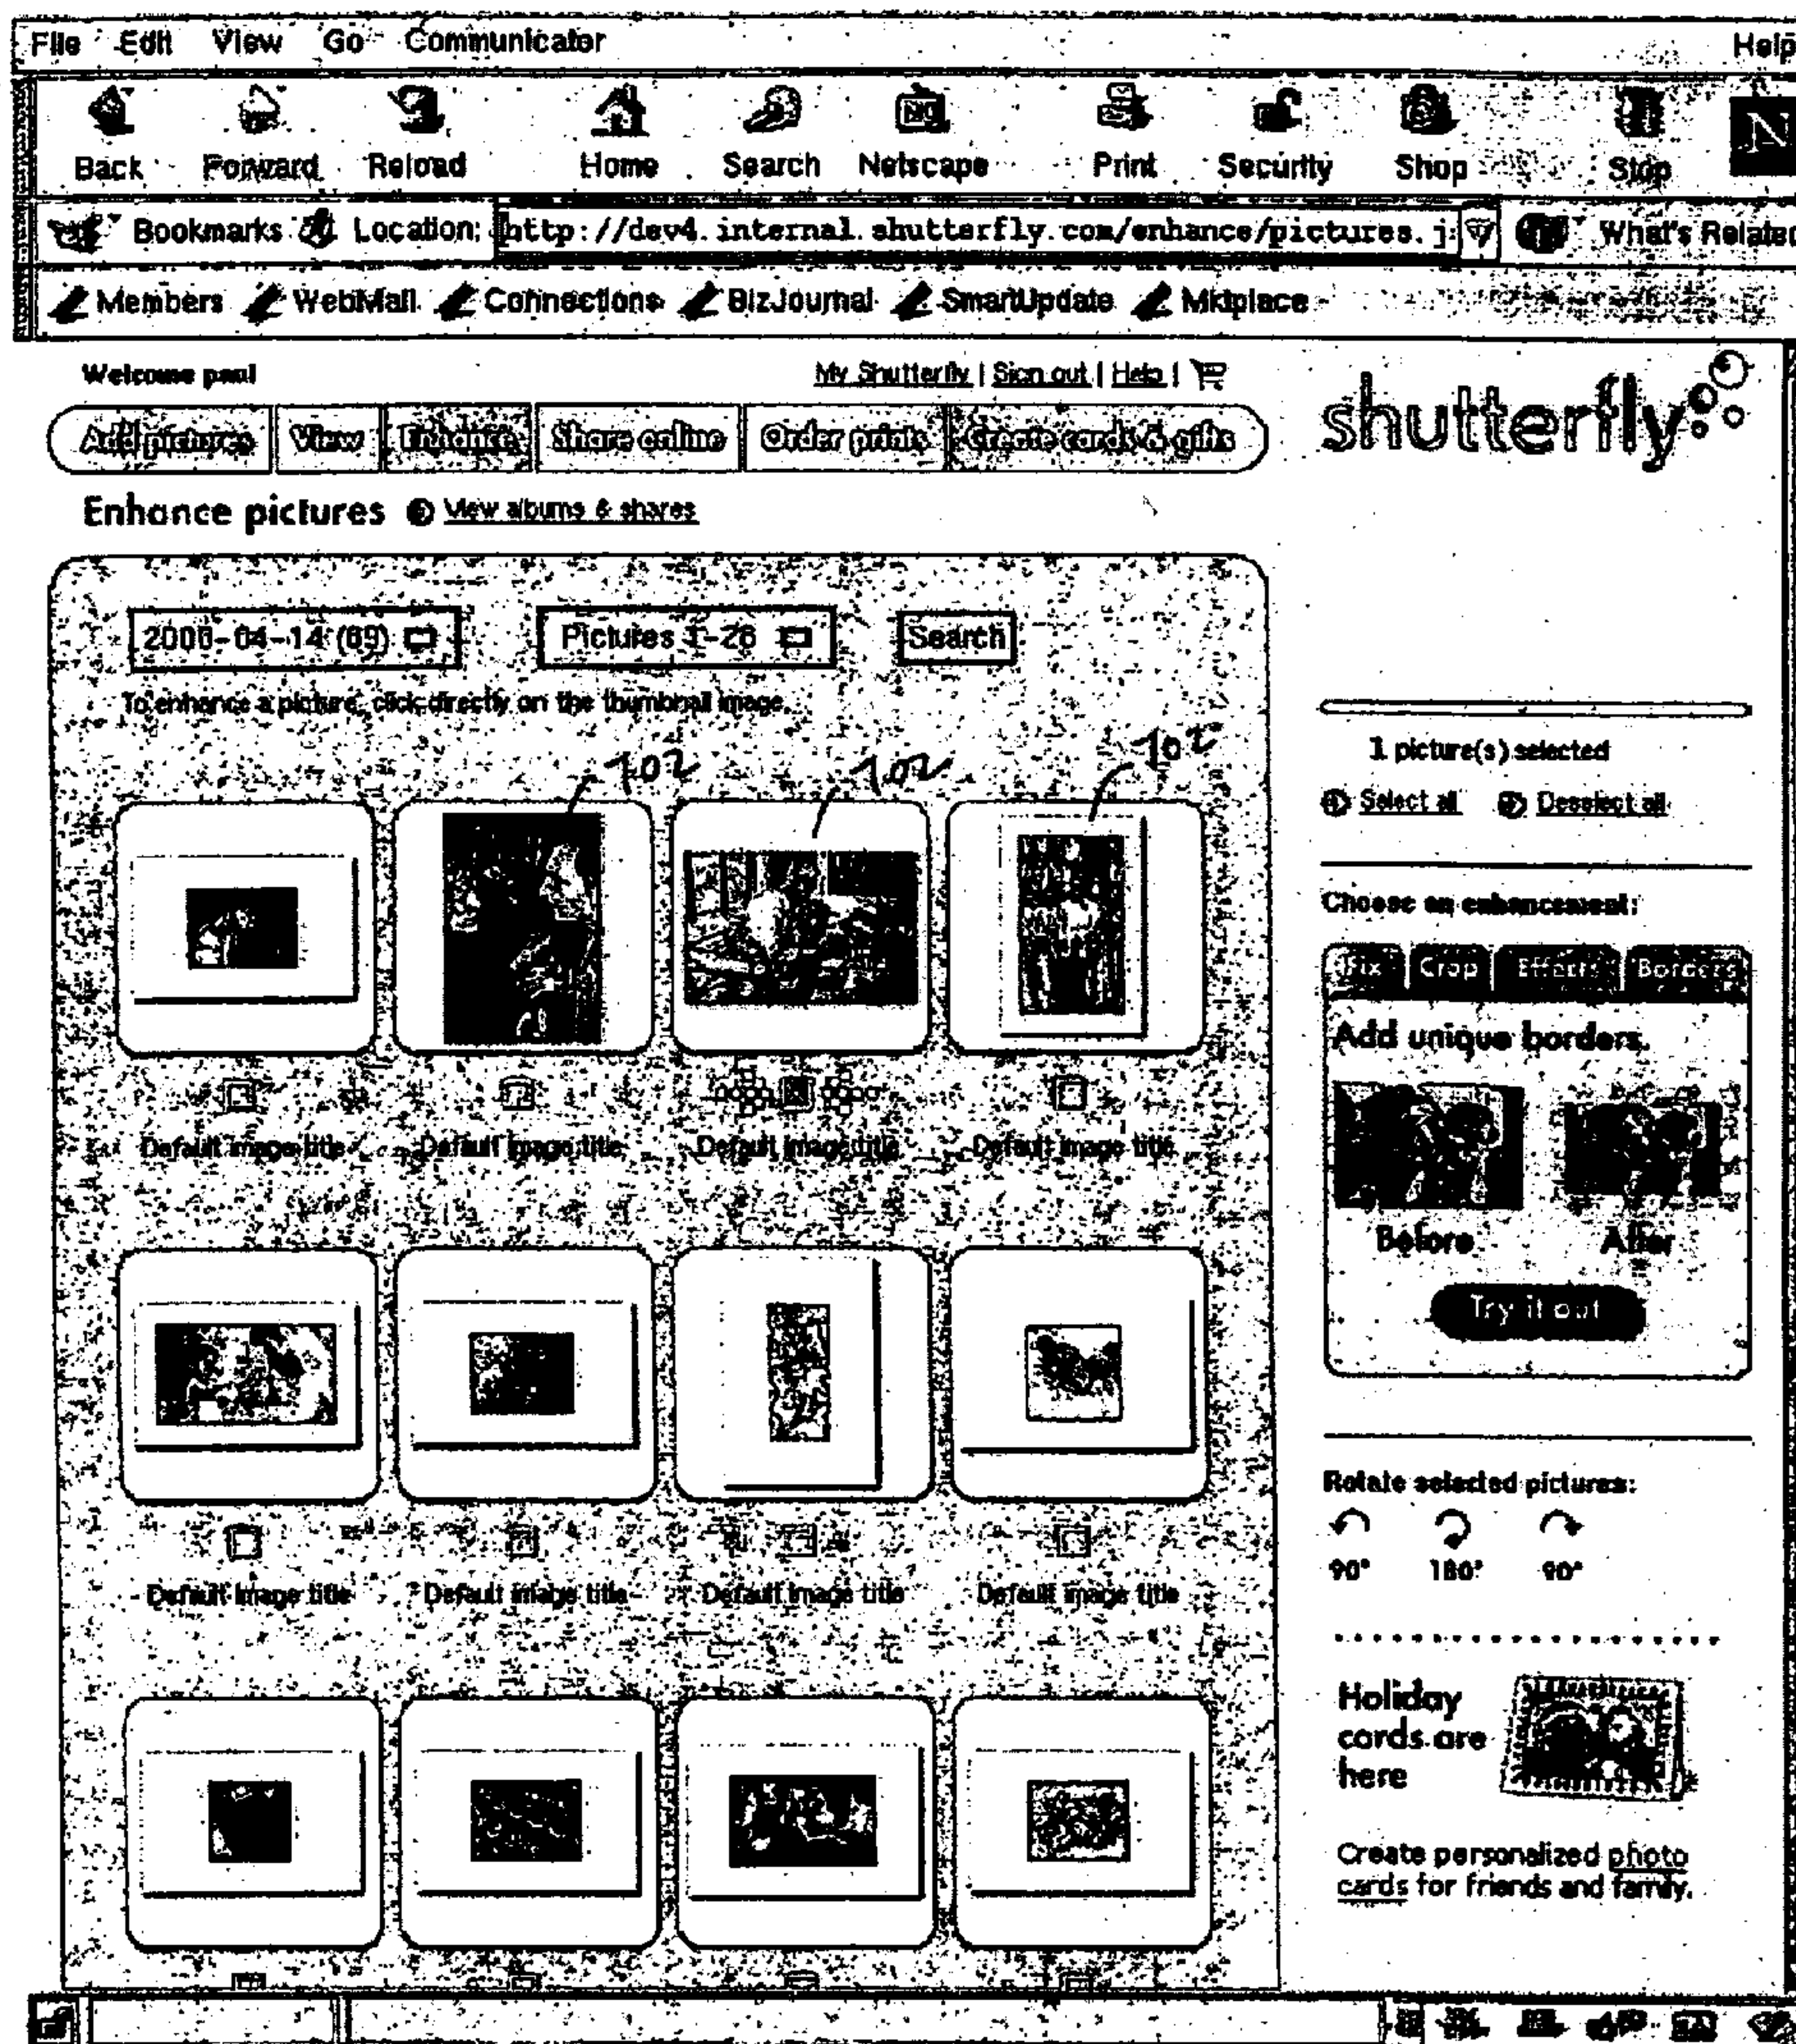 File Edit View Go Communicator Help
Back Forward Reload Home Search Netscape Print Security Shop Stop N
Bookmarks Location: http://dev4.internal.shutterfly.com/enhance/pictures.j What's Related
Members WebMail Connections BizJournal SmartUpdate Mktplace
Welcome paul
My Shutterfly | Sign out | Help |
shutterfly
Add pictures View Enhance Share online Order prints Create cards & gifts
Enhance pictures View albums & shares
2000-04-14 (69) Pictures 1-28 Search
To enhance a picture, click directly on the thumbnail image.
102 102 102
Default image title Default image title Default image title Default image title
Default image title Default image title Default image title Default image title
1 picture(s) selected
Select all Deselect all
Choose an enhancement:
Fix Crop Effects Borders
Add unique borders.
Before After
Try it out
Rotate selected pictures:
90° 180° 90°
Holiday
cards are
here
Create personalized photo
cards for friends and family.